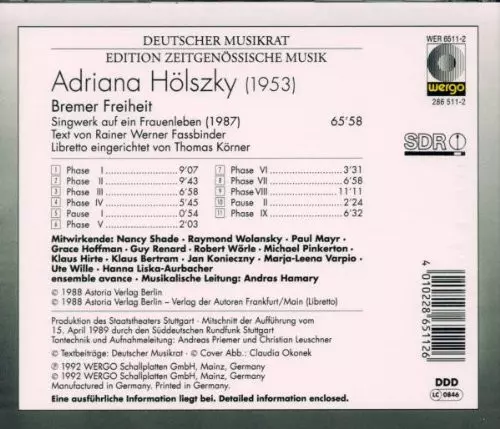 DEUTSCHER MUSIKRAT
EDITION ZEITGENÖSSISCHE MUSIK
Adriana Hölszky (1953)
Bremer Freiheit
Singwerk auf ein Frauenleben (1987) 65'58
Text von Rainer Werner Fassbinder
Libretto eingerichtet von Thomas Körner
WER 6511-2
wergo
286 511-2
SDR
1 Phase I 9'07
2 Phase II 9'43
3 Phase III 6'58
4 Phase IV 5'45
5 Pause I 0'54
6 Phase V 2'03
7 Phase VI 3'31
8 Phase VII 6'58
9 Phase VIII 11'11
10 Pause II 2'24
11 Phase IX 6'32
Mitwirkende: Nancy Shade · Raymond Wolansky · Paul Mayr ·
Grace Hoffman · Guy Renard · Robert Wörle · Michael Pinkerton ·
Klaus Hirte · Klaus Bertram · Jan Konieczny · Marja-Leena Varpio ·
Ute Wille · Hanna Liska-Aurbacher
ensemble avance · Musikalische Leitung: Andras Hamary
© 1988 Astoria Verlag Berlin
© 1988 Astoria Verlag Berlin – Verlag der Autoren Frankfurt/Main (Libretto)
Produktion des Staatstheaters Stuttgart · Mitschnitt der Aufführung vom
15. April 1989 durch den Süddeutschen Rundfunk Stuttgart
Tontechnik und Aufnahmeleitung: Andreas Priemer und Christian Leuschner
© Textbeiträge: Deutscher Musikrat · © Cover Abb.: Claudia Okonek
℗ 1992 WERGO Schallplatten GmbH, Mainz, Germany
© 1992 WERGO Schallplatten GmbH, Mainz, Germany
Manufactured in Germany. Printed in Germany.
Eine ausführliche Information liegt bei. Detailed information enclosed.
4 010228 651126
DDD
LC 0846